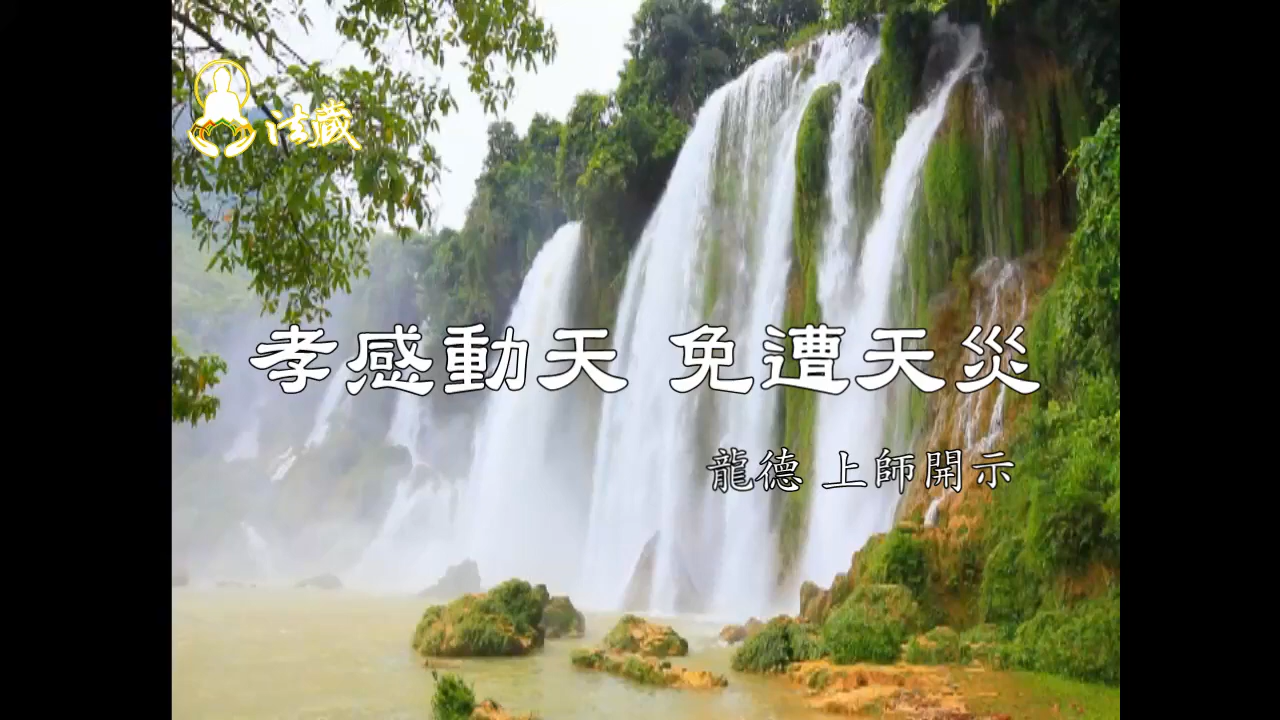 法藏
孝感動天 免遭天災
龍德 上師開示